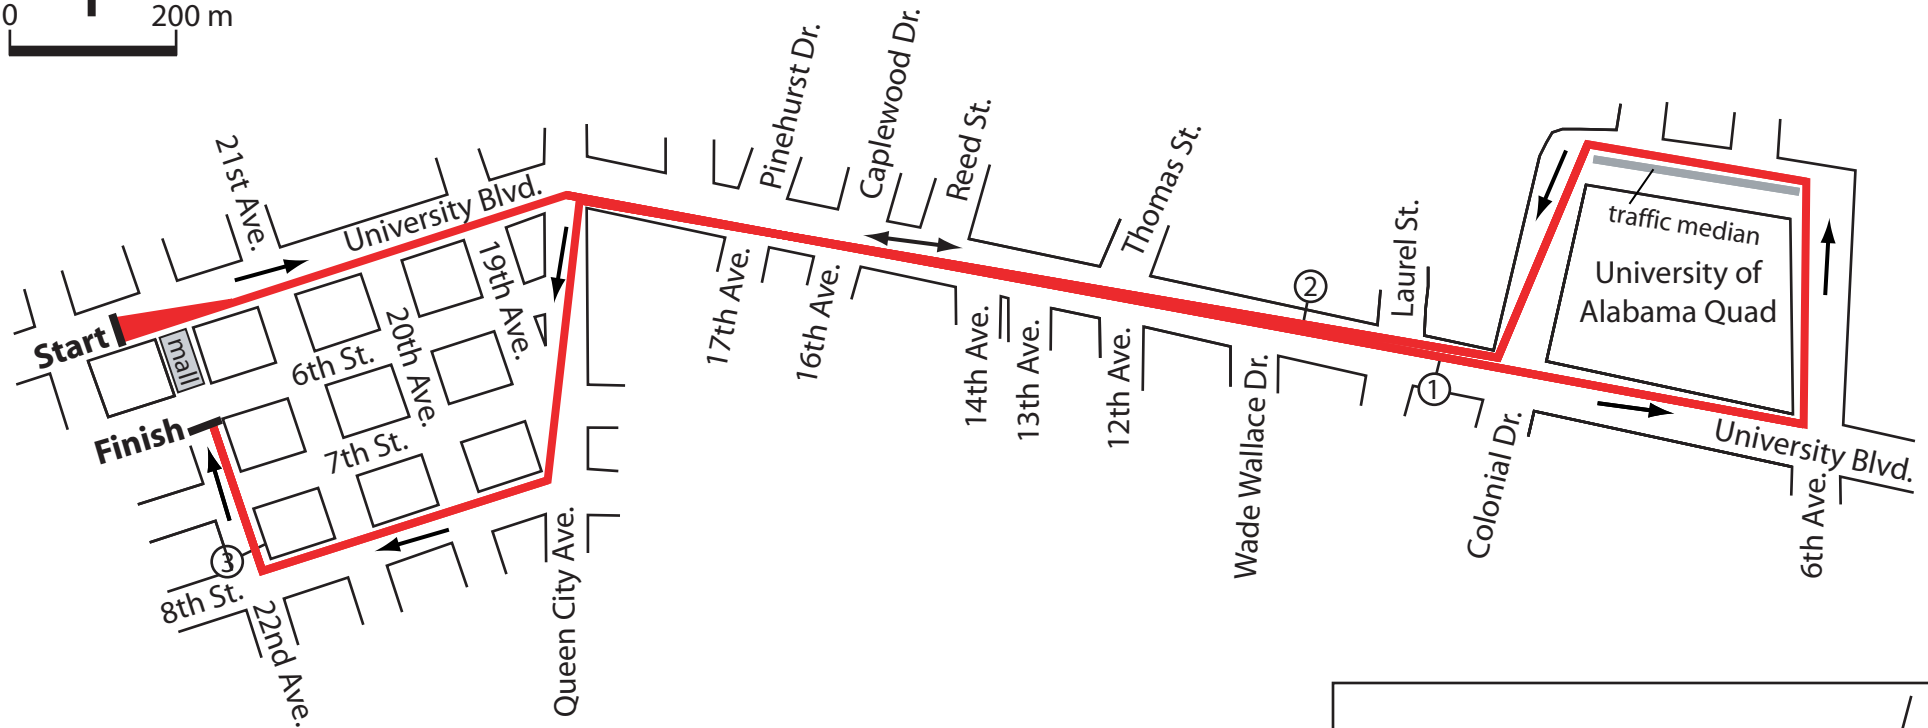 0
200 m
Pinehurst Dr.
Caplewood Dr.
Reed St.
Thomas St.
21st Ave.
University Blvd.
19th Ave.
Laurel St.
traffic median
University of
Alabama Quad
2
Start
mall
6th St.
20th Ave.
17th Ave.
16th Ave.
14th Ave.
13th Ave.
12th Ave.
Wade Wallace Dr.
1
Finish
7th St.
Colonial Dr.
University Blvd.
6th Ave.
3
8th St.
22nd Ave.
Queen City Ave.